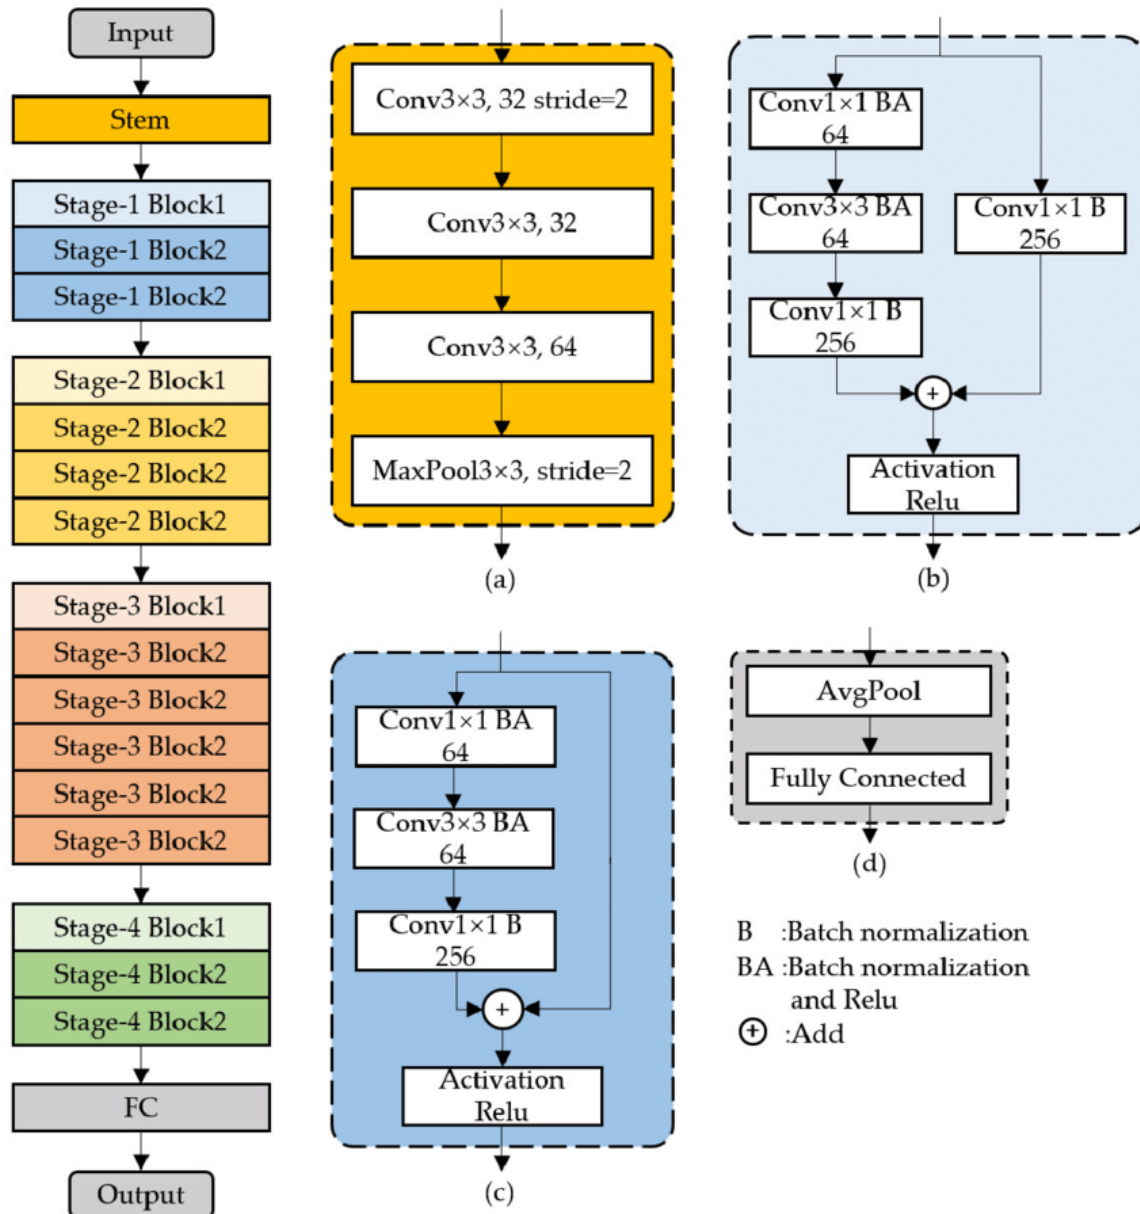 Input
Stem
Stage-1 Block1
Stage-1 Block2
Stage-1 Block2
Stage-2 Block1
Stage-2 Block2
Stage-2 Block2
Stage-2 Block2
Stage-3 Block1
Stage-3 Block2
Stage-3 Block2
Stage-3 Block2
Stage-3 Block2
Stage-3 Block2
Stage-4 Block1
Stage-4 Block2
Stage-4 Block2
FC
Output
Conv3×3, 32 stride=2
Conv3×3, 32
Conv3×3, 64
MaxPool3×3, stride=2
(a)
Conv1×1 BA
64
Conv3×3 BA
64
Conv1×1 B
256
Conv1×1 B
256
+
Activation
Relu
(b)
Conv1×1 BA
64
Conv3×3 BA
64
Conv1×1 B
256
+
Activation
Relu
(c)
AvgPool
Fully Connected
(d)
B :Batch normalization
BA :Batch normalization
and Relu
⊕ :Add